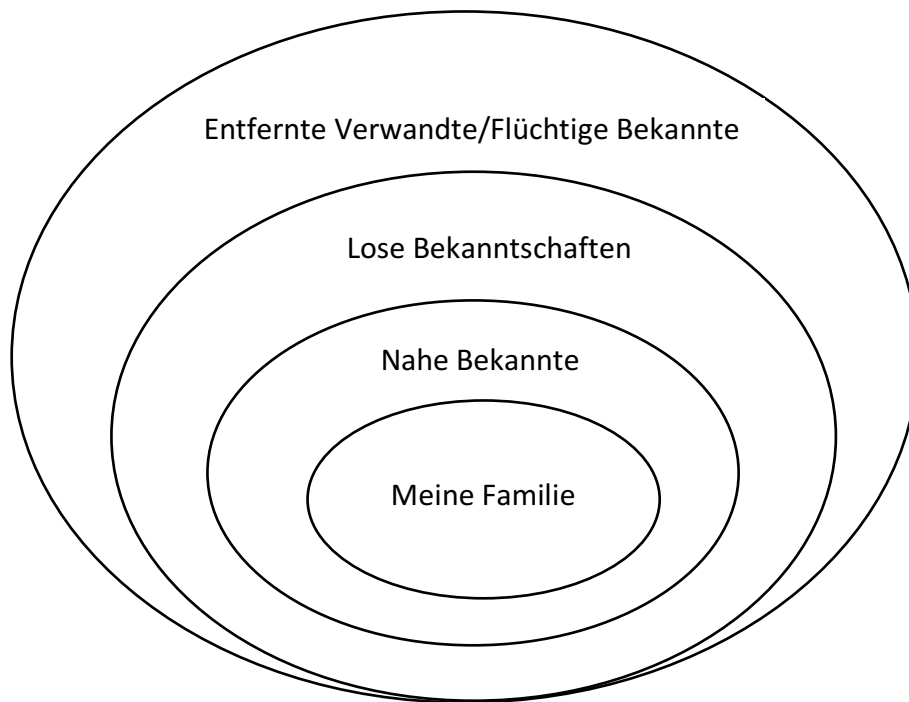 Entfernte Verwandte/Flüchtige Bekannte
Lose Bekanntschaften
Nahe Bekannte
Meine Familie